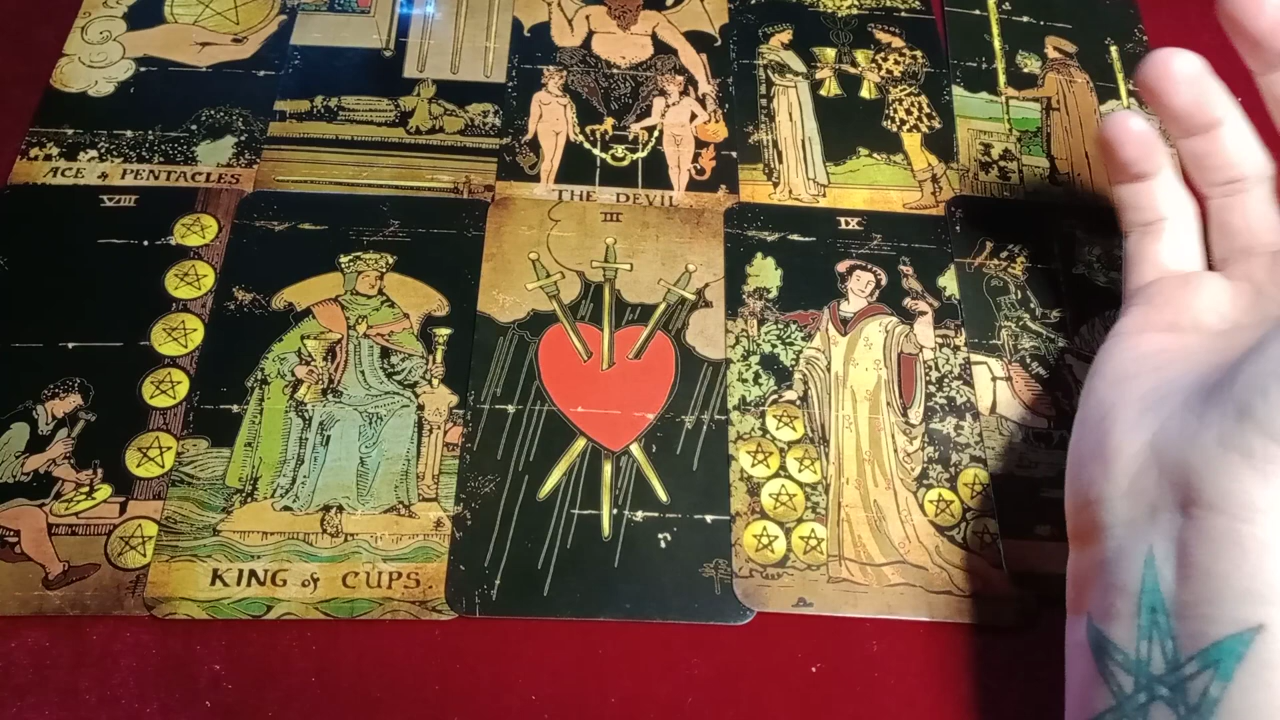 ACE of PENTACLES
THE DEVIL
VIII
III
IX
KING of CUPS.